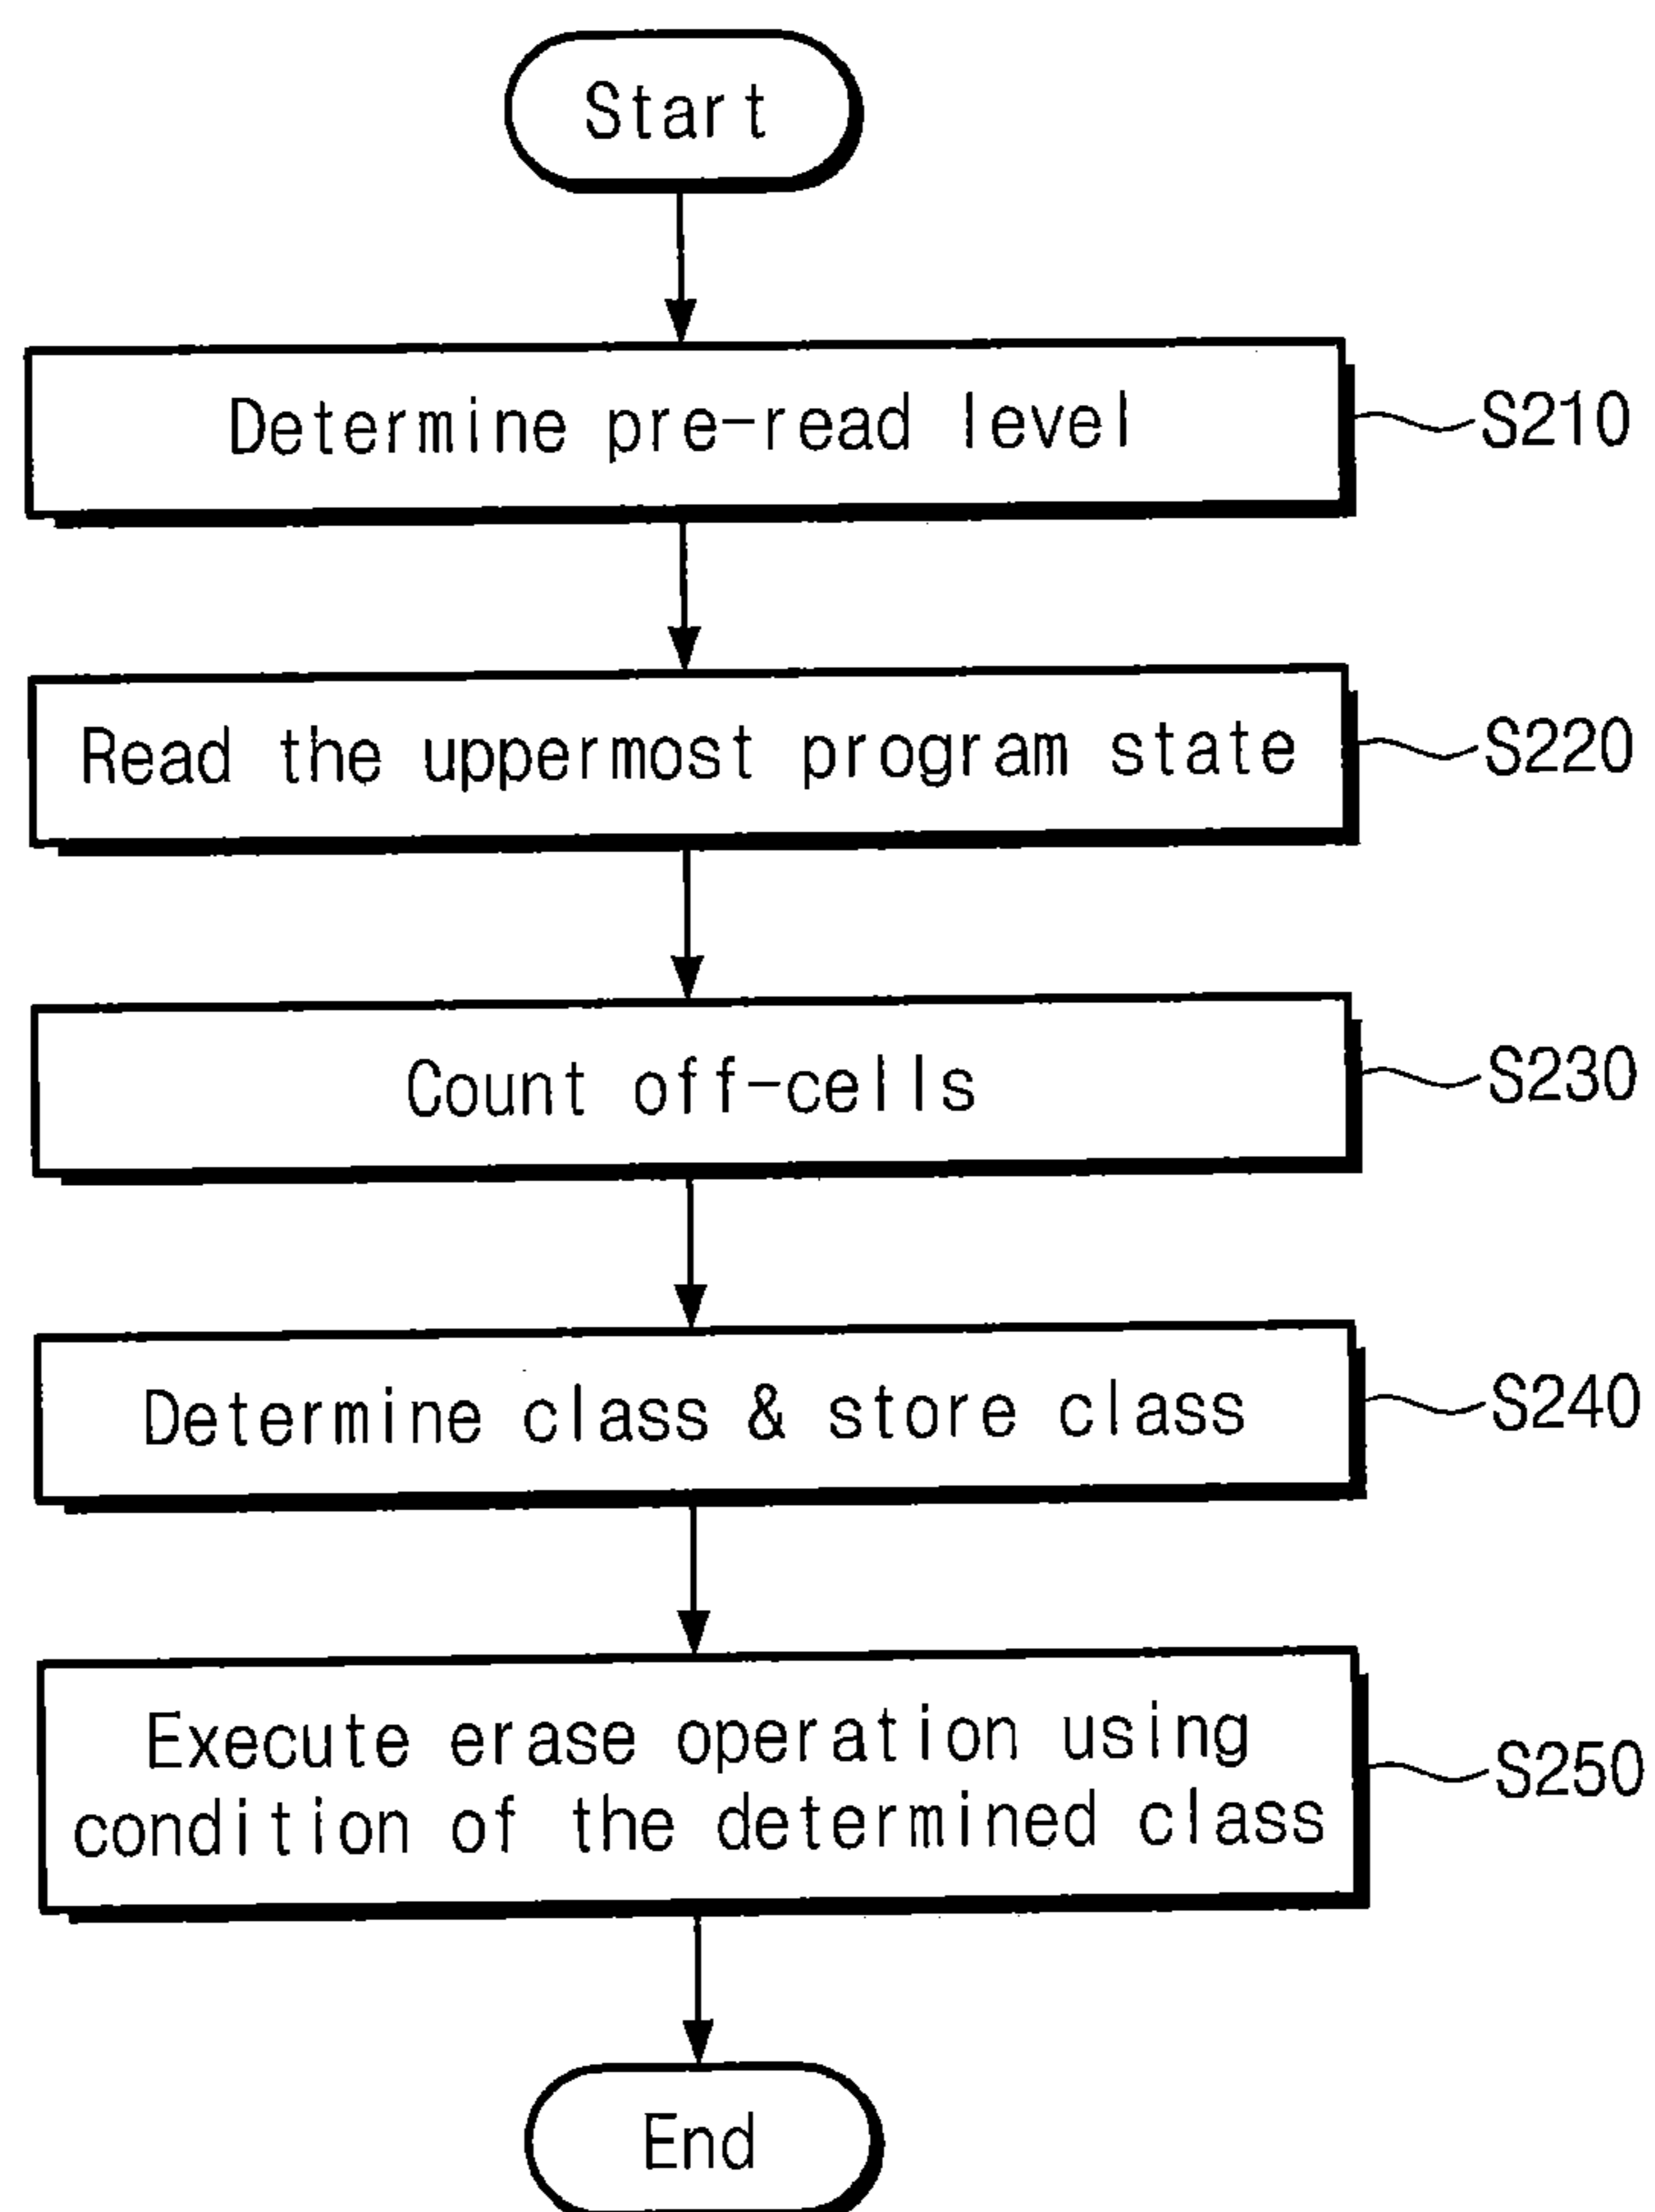 Start
Determine pre-read level
S210
Read the uppermost program state
S220
Count off-cells
S230
Determine class & store class
S240
Execute erase operation using
condition of the determined class
S250
End